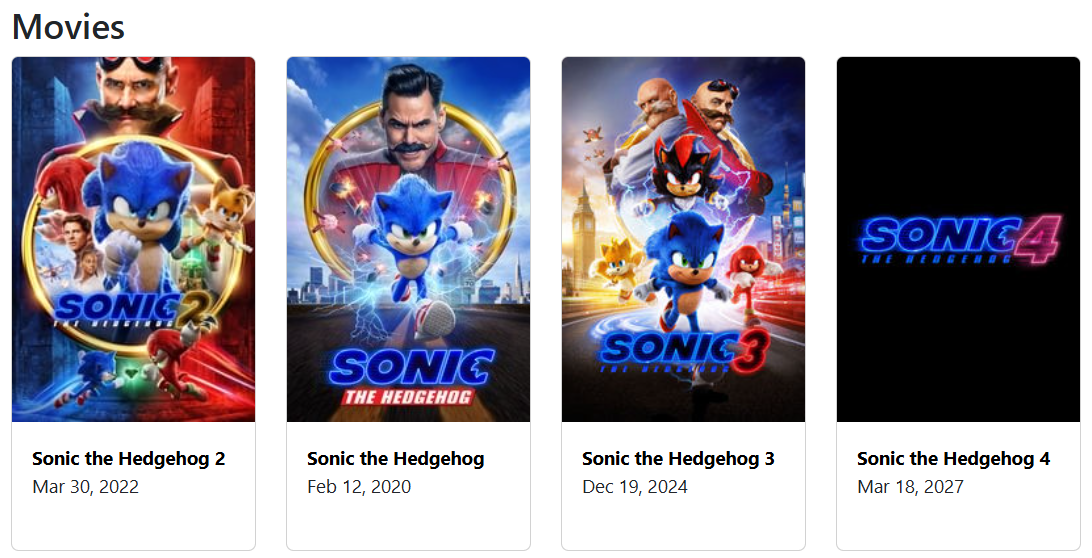 Movies
SONIC 2
THE HEDGEHOG
Sonic the Hedgehog 2
Mar 30, 2022
SONIC
THE HEDGEHOG
Sonic the Hedgehog
Feb 12, 2020
SONIC 3
THE HEDGEHOG
Sonic the Hedgehog 3
Dec 19, 2024
SONIC 4
THE HEDGEHOG
Sonic the Hedgehog 4
Mar 18, 2027